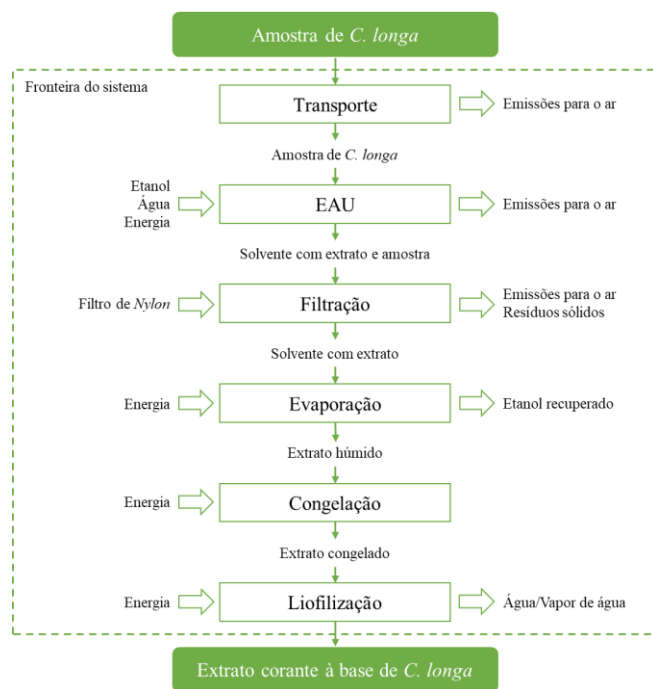 Amostra de C. longa
Fronteira do sistema
Transporte
Emissões para o ar
Amostra de C. longa
Etanol
Água
Energia
EAU
Emissões para o ar
Solvente com extrato e amostra
Filtro de Nylon
Filtração
Emissões para o ar
Resíduos sólidos
Solvente com extrato
Energia
Evaporação
Etanol recuperado
Extrato húmido
Energia
Congelação
Extrato congelado
Energia
Liofilização
Água/Vapor de água
Extrato corante à base de C. longa